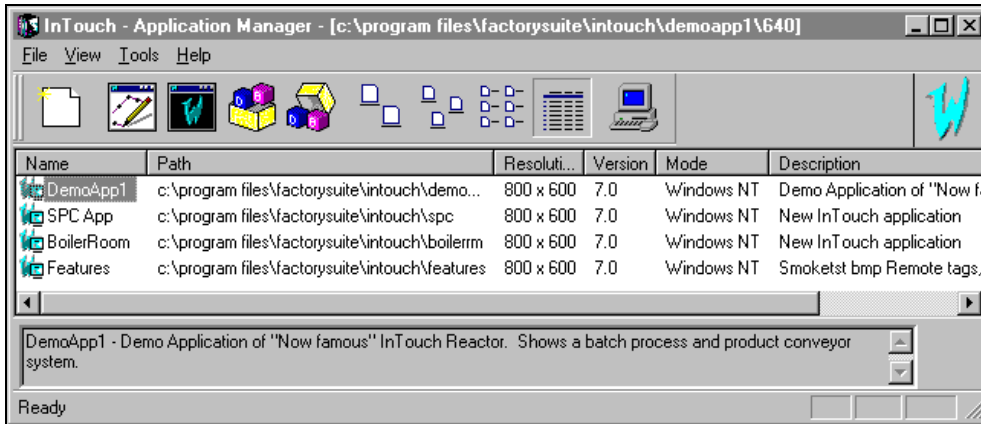 InTouch - Application Manager - [c:\program files\factorysuite\intouch\demoapp1\640]
File View Tools Help
Name Path Resoluti... Version Mode Description
DemoApp1 c:\program files\factorysuite\intouch\demo... 800 x 600 7.0 Windows NT Demo Application of "Now f
SPC App c:\program files\factorysuite\intouch\spc 800 x 600 7.0 Windows NT New InTouch application
BoilerRoom c:\program files\factorysuite\intouch\boilerrm 800 x 600 7.0 Windows NT New InTouch application
Features c:\program files\factorysuite\intouch\features 800 x 600 7.0 Windows NT Smoketst bmp Remote tags,
DemoApp1 - Demo Application of "Now famous" InTouch Reactor. Shows a batch process and product conveyor
system.
Ready